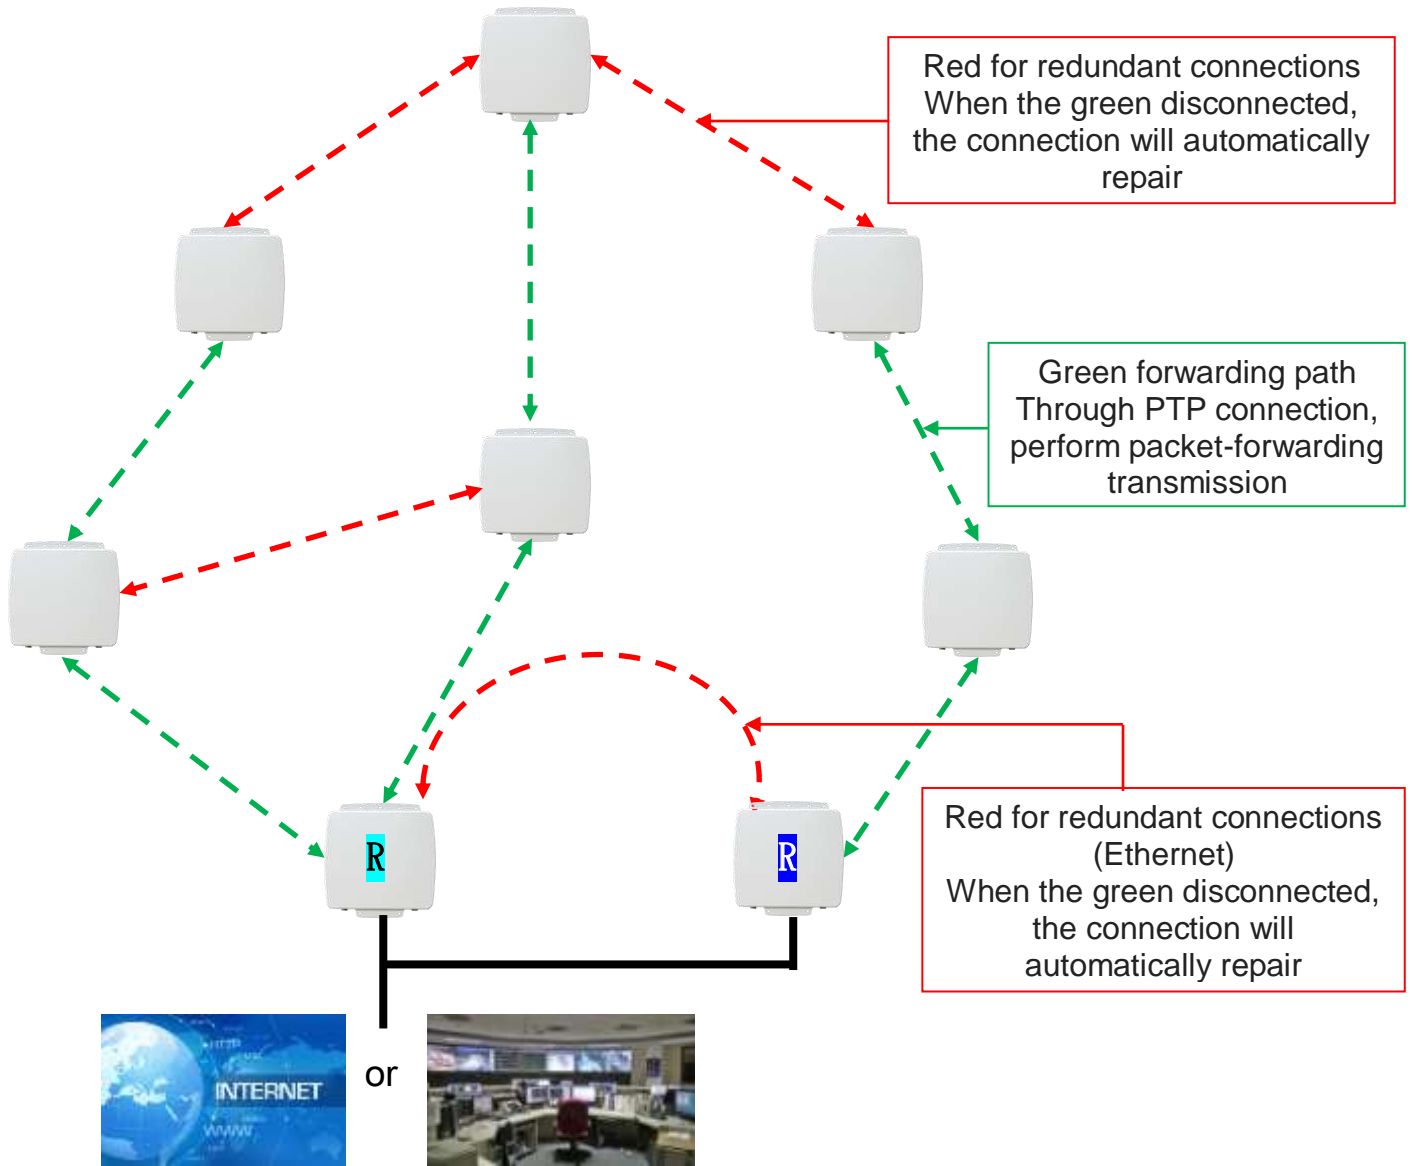 Red for redundant connections
When the green disconnected,
the connection will automatically
repair
Green forwarding path
Through PTP connection,
perform packet-forwarding
transmission
R
R
Red for redundant connections
(Ethernet)
When the green disconnected,
the connection will
automatically repair
HTTP
INTERNET
WWW
or